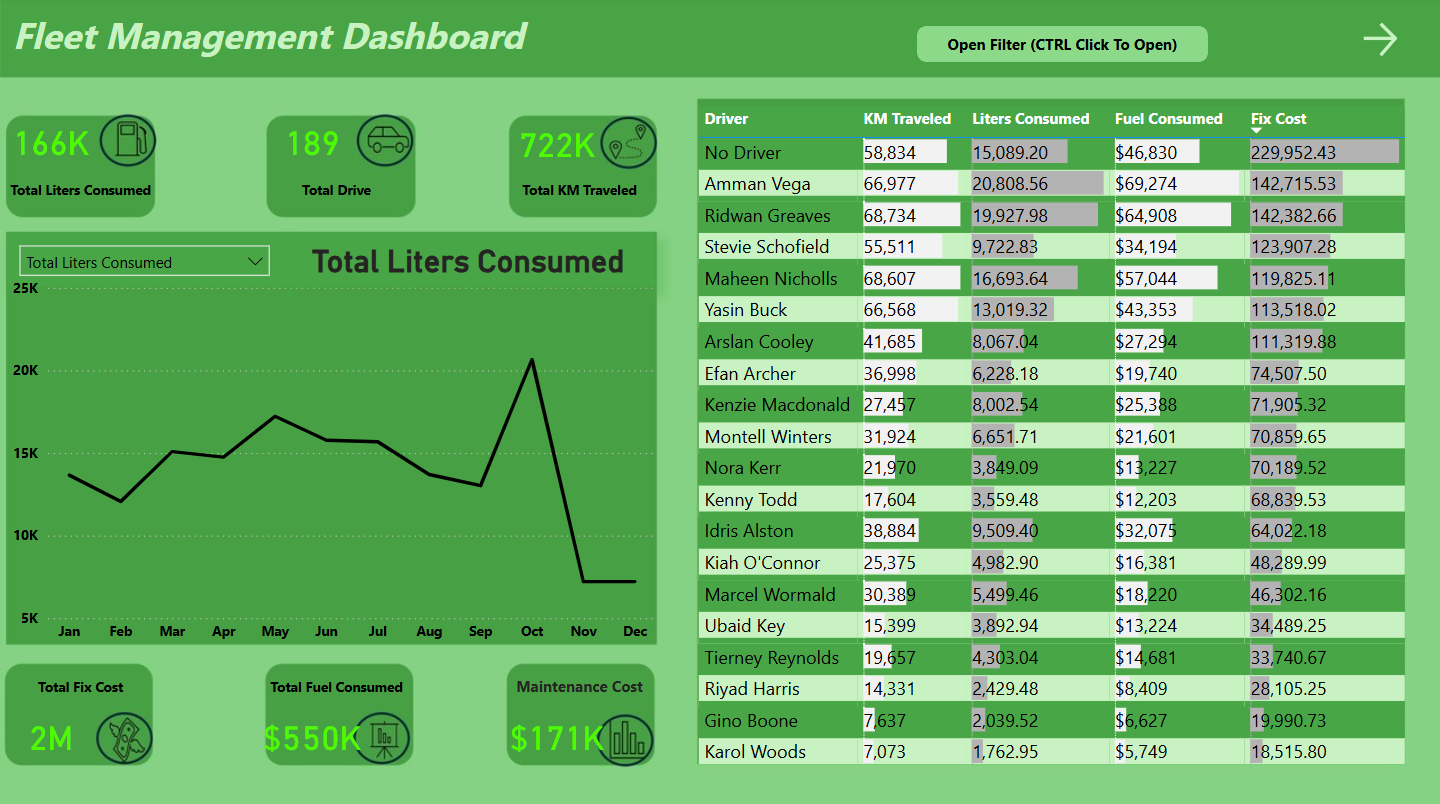 Fleet Management Dashboard
Open Filter (CTRL Click To Open)
166K
Total Liters Consumed
189
Total Drive
722K
Total KM Traveled
Total Liters Consumed
Total Liters Consumed
25K
20K
15K
10K
5K
Jan Feb Mar Apr May Jun Jul Aug Sep Oct Nov Dec
Total Fix Cost
2M
Total Fuel Consumed
$550K
Maintenance Cost
$171K
Driver KM Traveled Liters Consumed Fuel Consumed Fix Cost
No Driver 58,834 15,089.20 $46,830 229,952.43
Amman Vega 66,977 20,808.56 $69,274 142,715.53
Ridwan Greaves 68,734 19,927.98 $64,908 142,382.66
Stevie Schofield 55,511 9,722.83 $34,194 123,907.28
Maheen Nicholls 68,607 16,693.64 $57,044 119,825.11
Yasin Buck 66,568 13,019.32 $43,353 113,518.02
Arslan Cooley 41,685 8,067.04 $27,294 111,319.88
Efan Archer 36,998 6,228.18 $19,740 74,507.50
Kenzie Macdonald 27,457 8,002.54 $25,388 71,905.32
Montell Winters 31,924 6,651.71 $21,601 70,859.65
Nora Kerr 21,970 3,849.09 $13,227 70,189.52
Kenny Todd 17,604 3,559.48 $12,203 68,839.53
Idris Alston 38,884 9,509.40 $32,075 64,022.18
Kiah O'Connor 25,375 4,982.90 $16,381 48,289.99
Marcel Wormald 30,389 5,499.46 $18,220 46,302.16
Ubaid Key 15,399 3,892.94 $13,224 34,489.25
Tierney Reynolds 19,657 4,303.04 $14,681 33,740.67
Riyad Harris 14,331 2,429.48 $8,409 28,105.25
Gino Boone 7,637 2,039.52 $6,627 19,990.73
Karol Woods 7,073 1,762.95 $5,749 18,515.80